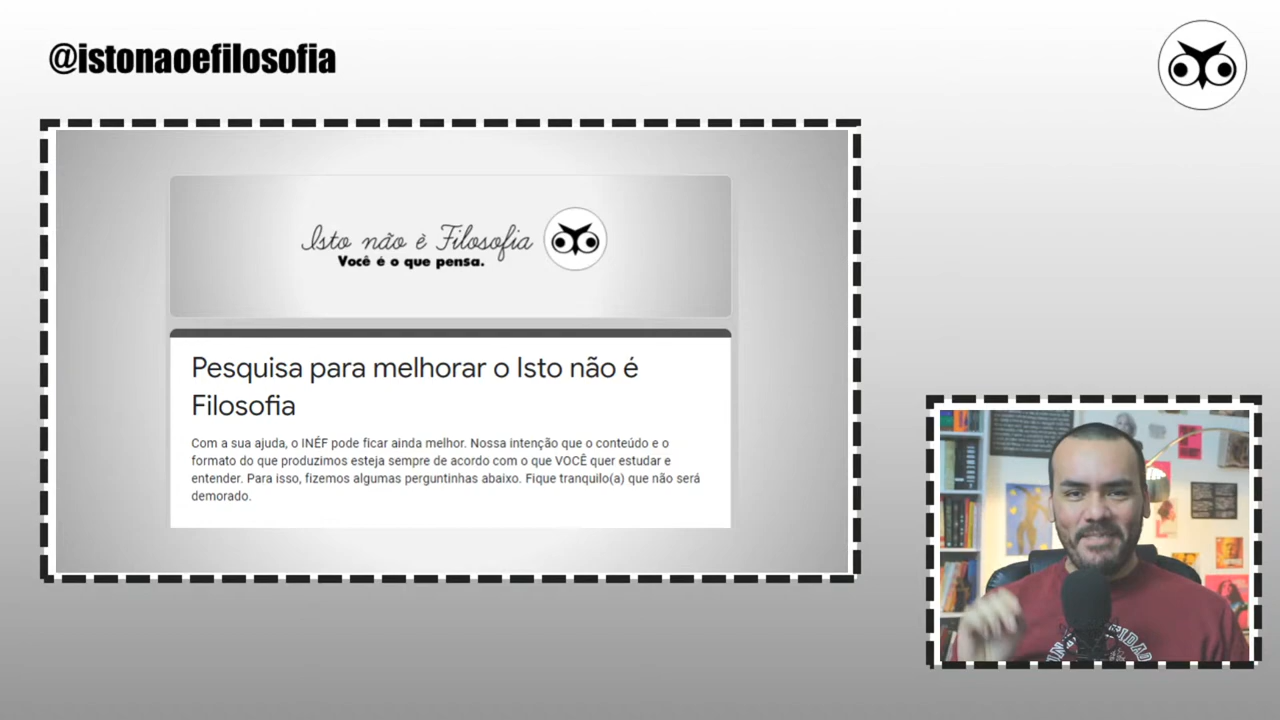 @istonaoefilosofia
Isto não è Filosofia
Você é o que pensa.
Pesquisa para melhorar o Isto não é
Filosofia
Com a sua ajuda, o INÉF pode ficar ainda melhor. Nossa intenção que o conteúdo e o
formato do que produzimos esteja sempre de acordo com o que VOCÊ quer estudar e
entender. Para isso, fizemos algumas perguntinhas abaixo. Fique tranquilo(a) que não será
demorado.